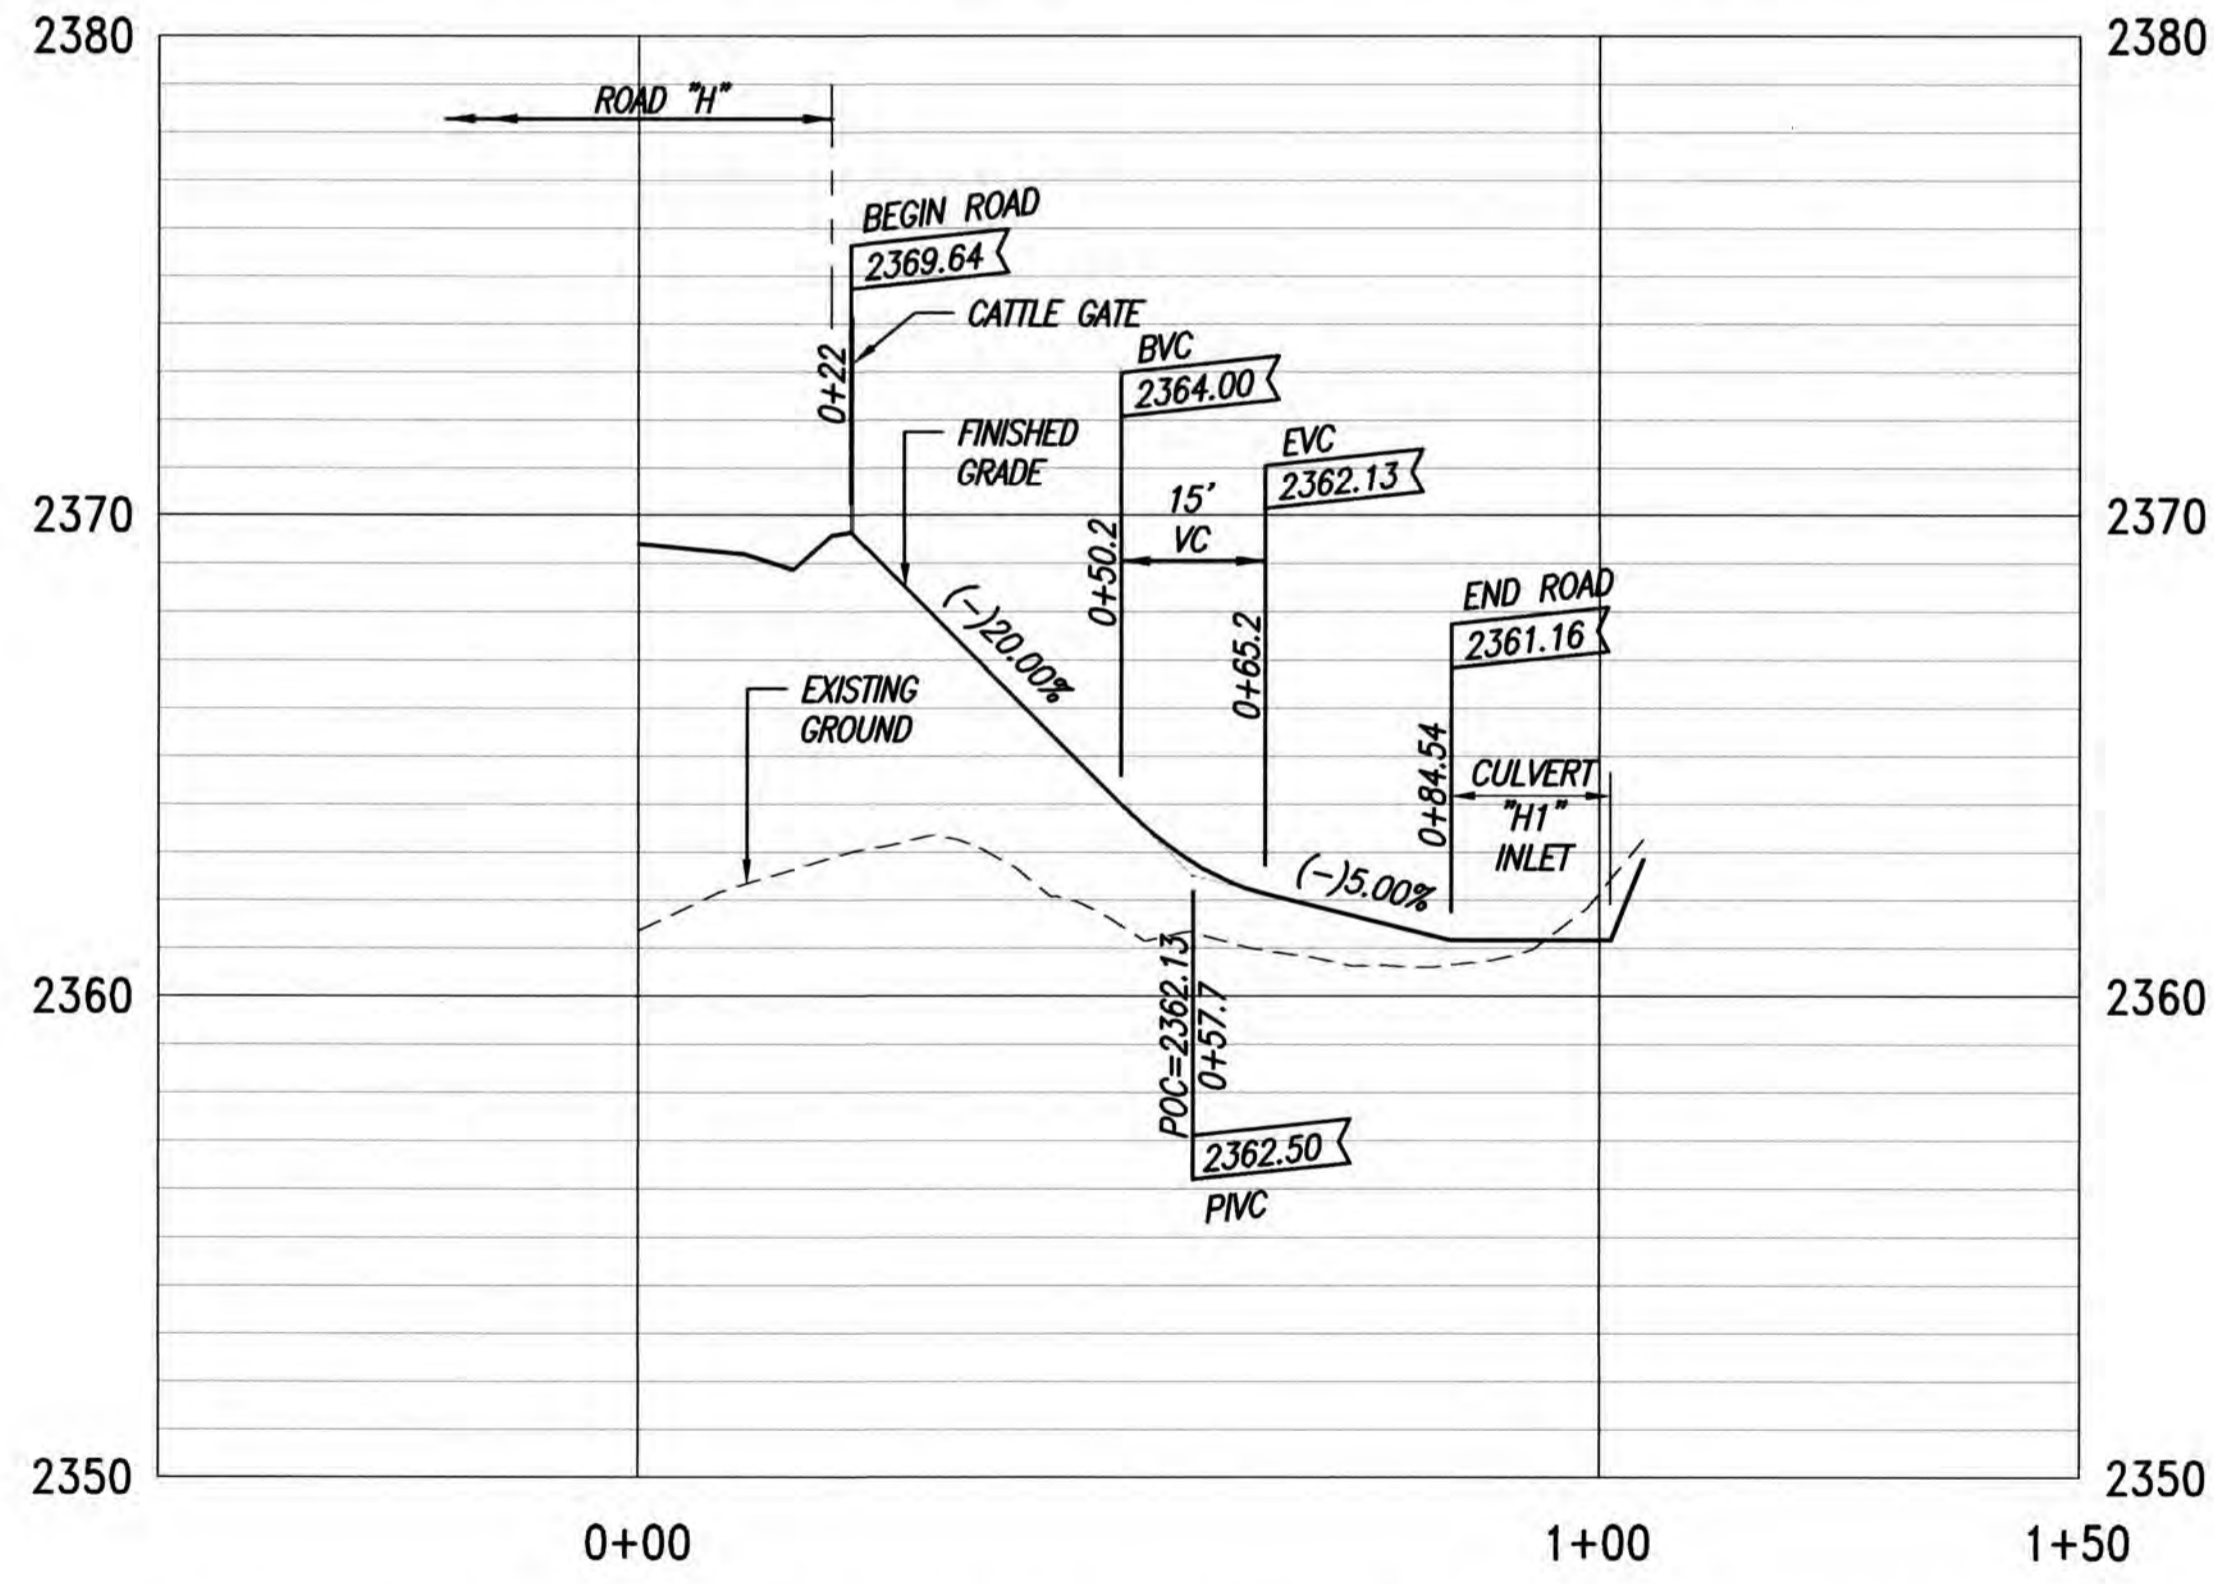 2380
2380
ROAD "H"
BEGIN ROAD
2369.64
CATTLE GATE
0+22
BVC
2364.00
FINISHED
GRADE
EVC
2362.13
15'
VC
2370
2370
0+50.2
(-)20.00%
END ROAD
2361.16
0+65.2
EXISTING
GROUND
0+84.54
CULVERT
"H1"
INLET
(-)5.00%
2360
2360
POC=2362.13
0+57.7
2362.50
PIVC
2350
2350
0+00
1+00
1+50